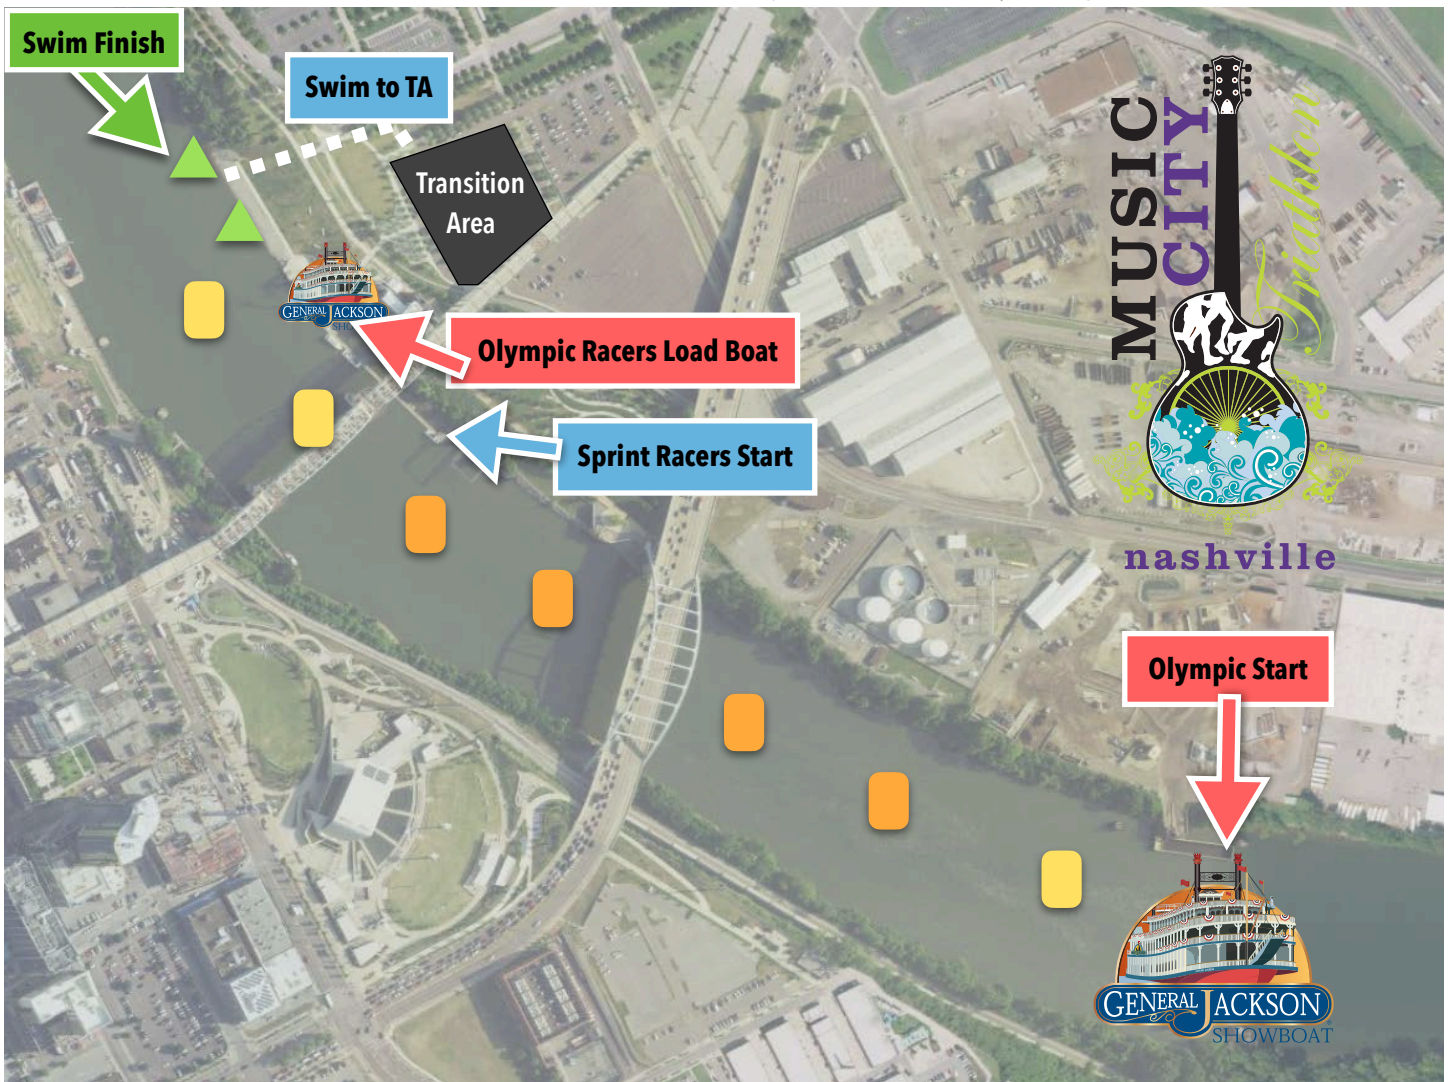 Swim Finish
Swim to TA
Transition
Area
GENERAL JACKSON
Olympic Racers Load Boat
Sprint Racers Start
MUSIC
CITY
Triathlon
nashville
Olympic Start
GENERAL JACKSON
SHOWBOAT